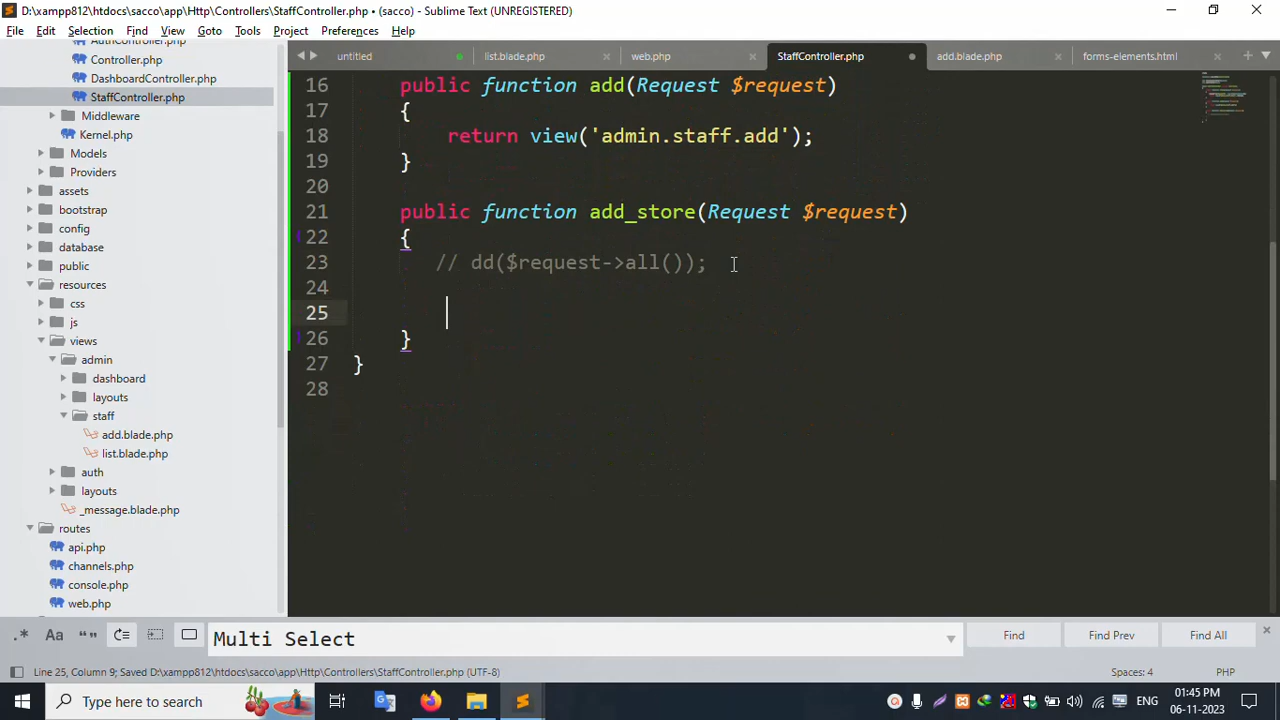 D:\xampp812\htdocs\sacco\app\Http\Controllers\StaffController.php • (sacco) - Sublime Text (UNREGISTERED)
File Edit Selection Find View Goto Tools Project Preferences Help
AuthController.php
Controller.php
DashboardController.php
StaffController.php
Middleware
Kernel.php
Models
Providers
assets
bootstrap
config
database
public
resources
css
js
views
admin
dashboard
layouts
staff
add.blade.php
list.blade.php
auth
layouts
_message.blade.php
routes
api.php
channels.php
console.php
web.php
untitled list.blade.php web.php StaffController.php add.blade.php forms-elements.html
16 public function add(Request $request)
17 {
18 return view('admin.staff.add');
19 }
20
21 public function add_store(Request $request)
22 {
23 // dd($request->all());
24
25
26 }
27 }
28
.* Aa “” Multi Select Find Find Prev Find All
Line 25, Column 9; Saved D:\xampp812\htdocs\sacco\app\Http\Controllers\StaffController.php (UTF-8) Spaces: 4 PHP
Type here to search ENG 01:45 PM
06-11-2023